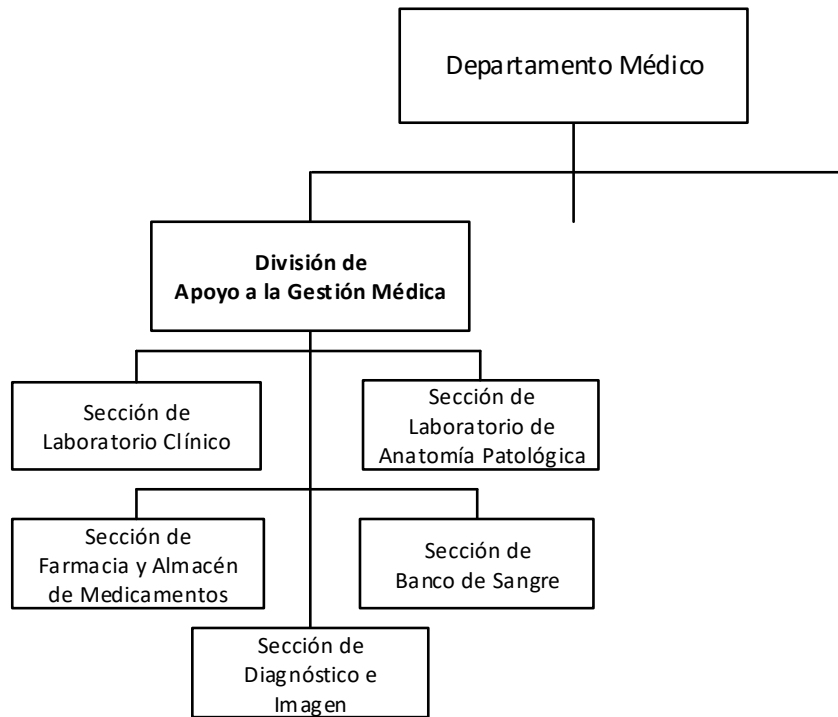 Departamento Médico
División de
Apoyo a la Gestión Médica
Sección de
Laboratorio Clínico
Sección de
Laboratorio de
Anatomía Patológica
Sección de
Farmacia y Almacén
de Medicamentos
Sección de
Banco de Sangre
Sección de
Diagnóstico e
Imagen